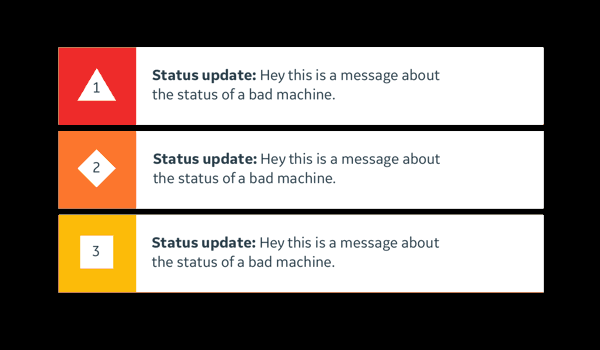 1
Status update: Hey this is a message about
the status of a bad machine.
2
Status update: Hey this is a message about
the status of a bad machine.
3
Status update: Hey this is a message about
the status of a bad machine.